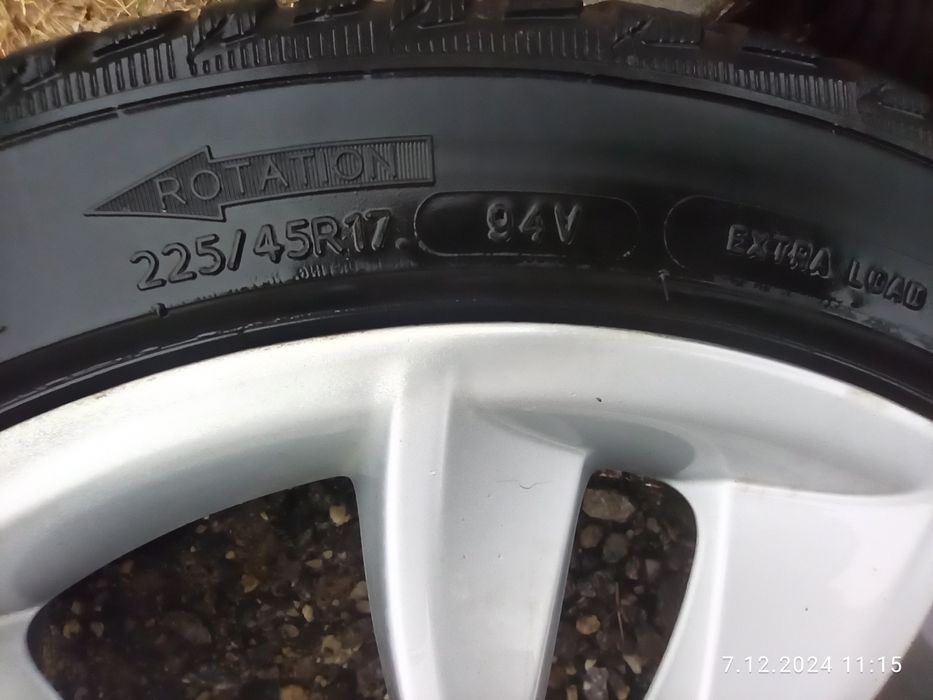 ROTATION
225/45R17. 94V EXTRA LOAD
7.12.2024 11:15